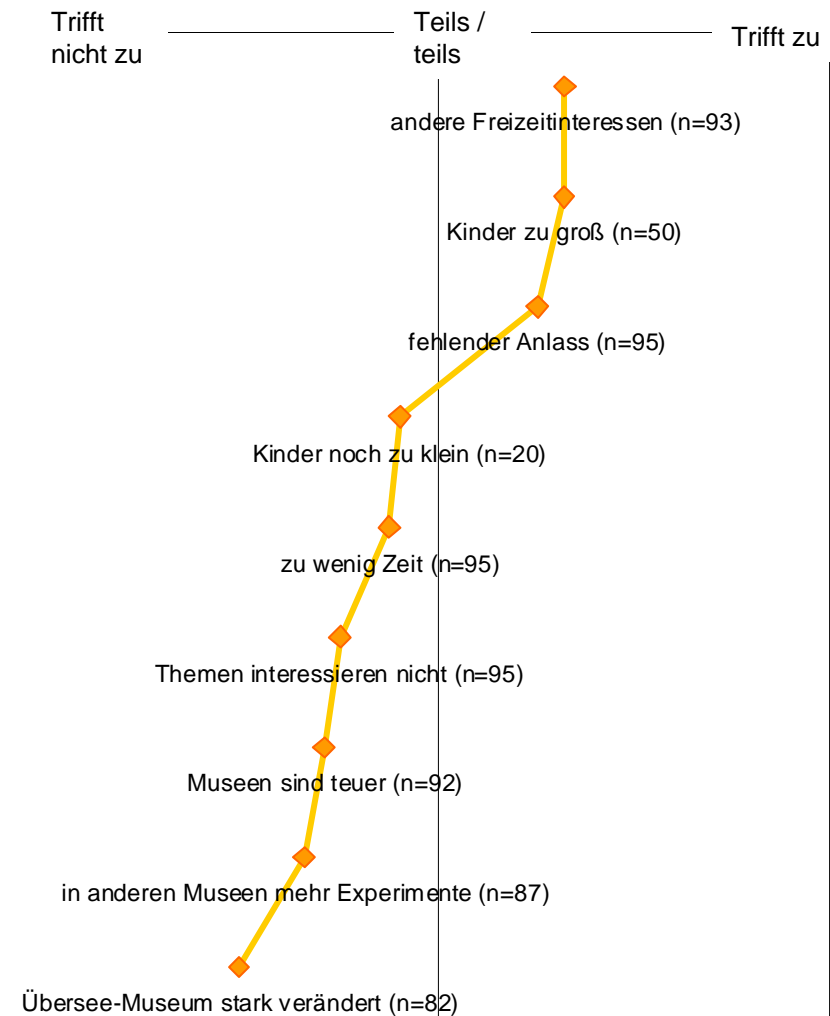 Trifft
nicht zu
Teils /
teils
Trifft zu
andere Freizeitinteressen (n=93)
Kinder zu groß (n=50)
fehlender Anlass (n=95)
Kinder noch zu klein (n=20)
zu wenig Zeit (n=95)
Themen interessieren nicht (n=95)
Museen sind teuer (n=92)
in anderen Museen mehr Experimente (n=87)
Übersee-Museum stark verändert (n=82)